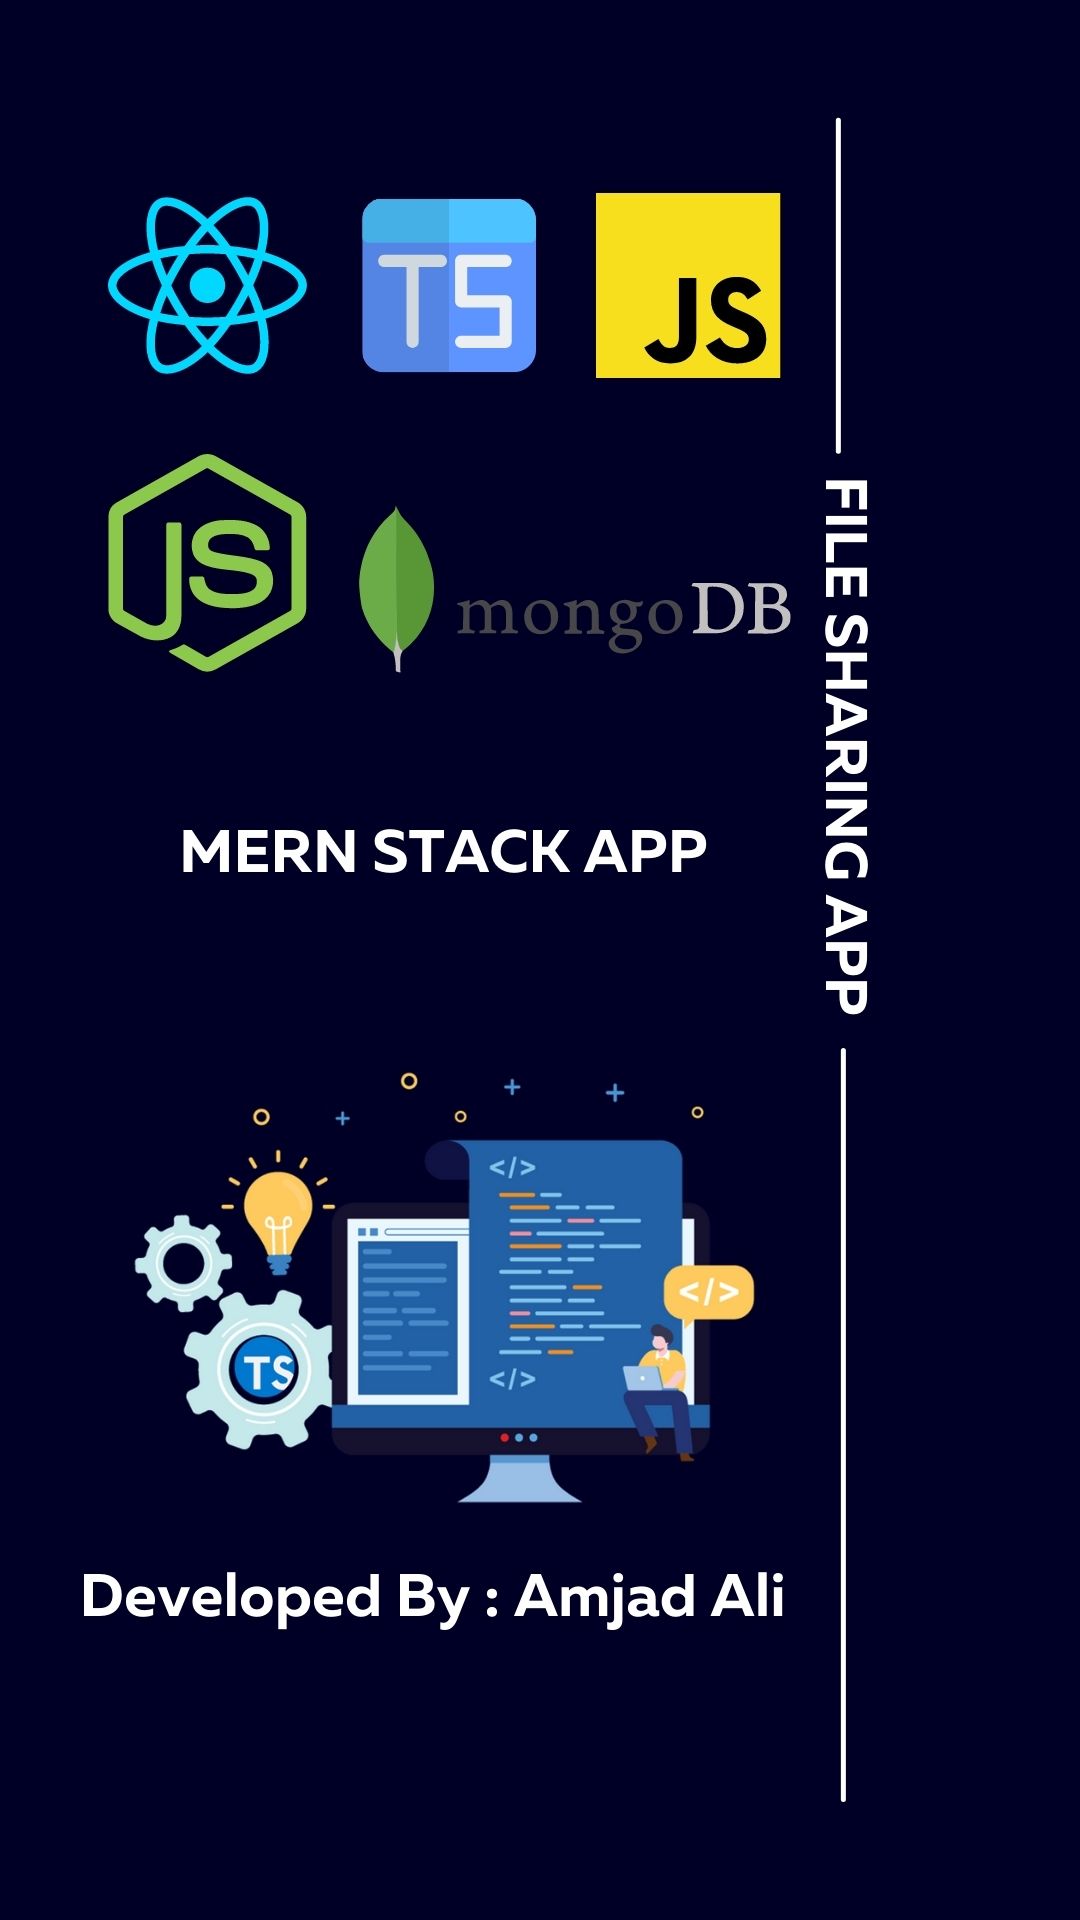 TS
JS
JS
mongoDB
FILE SHARING APP
MERN STACK APP
</>
</>
</>
TS
Developed By : Amjad Ali